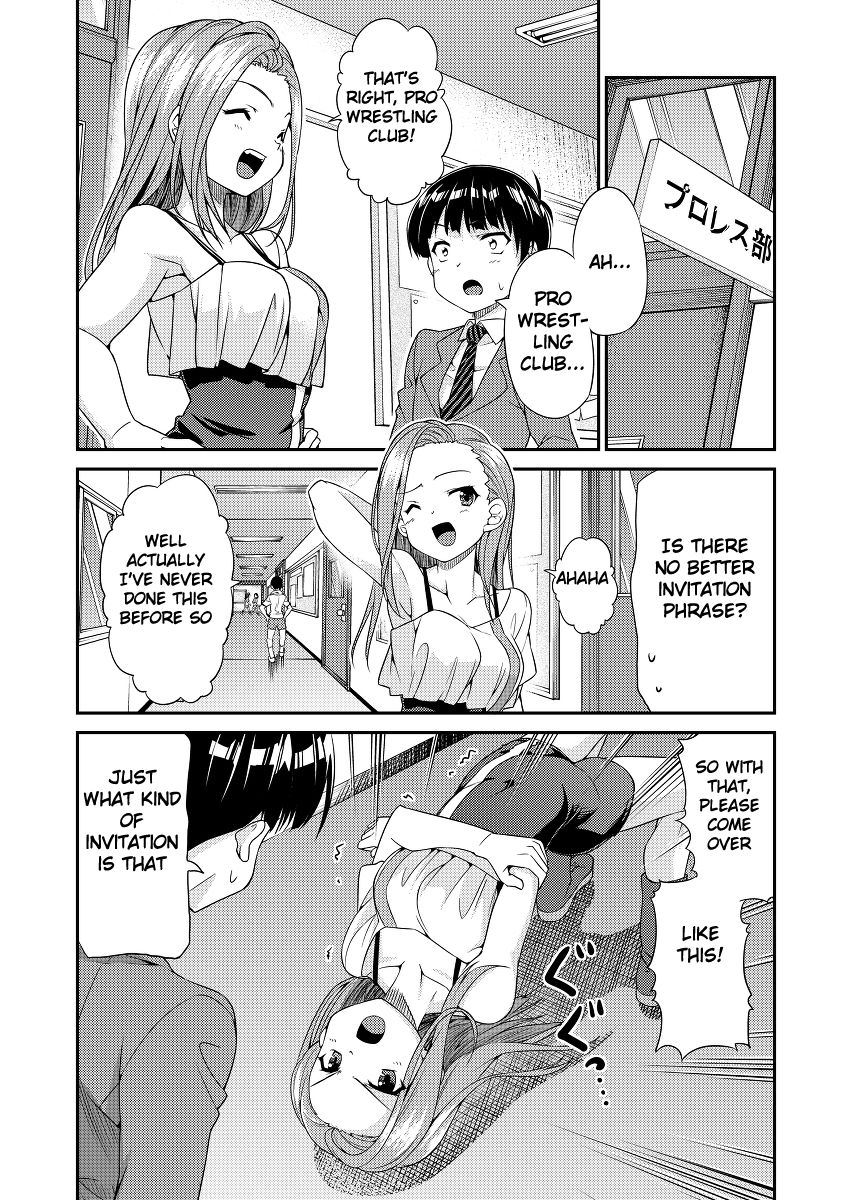 プロレス部
AH...
PRO
WREST-
LING
CLUB...
THAT'S
RIGHT, PRO
WRESTLING
CLUB!
IS THERE
NO BETTER
INVITATION
PHRASE?
AHAHA
WELL
ACTUALLY
I'VE NEVER
DONE THIS
BEFORE SO
SO WITH
THAT,
PLEASE
COME
OVER
LIKE
THIS!
ぐぐっ...
JUST
WHAT KIND
OF
INVITATION
IS THAT